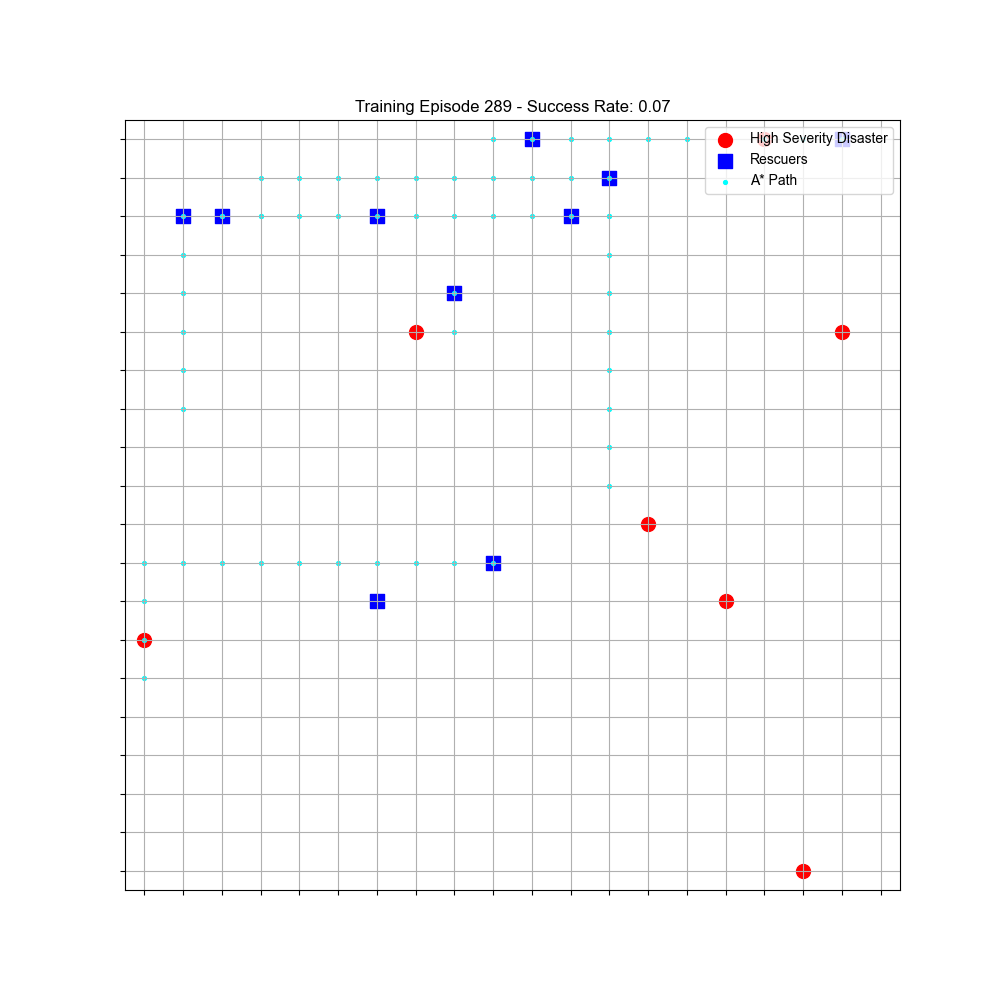 Training Episode 289 - Success Rate: 0.07
High Severity Disaster
Rescuers
A* Path